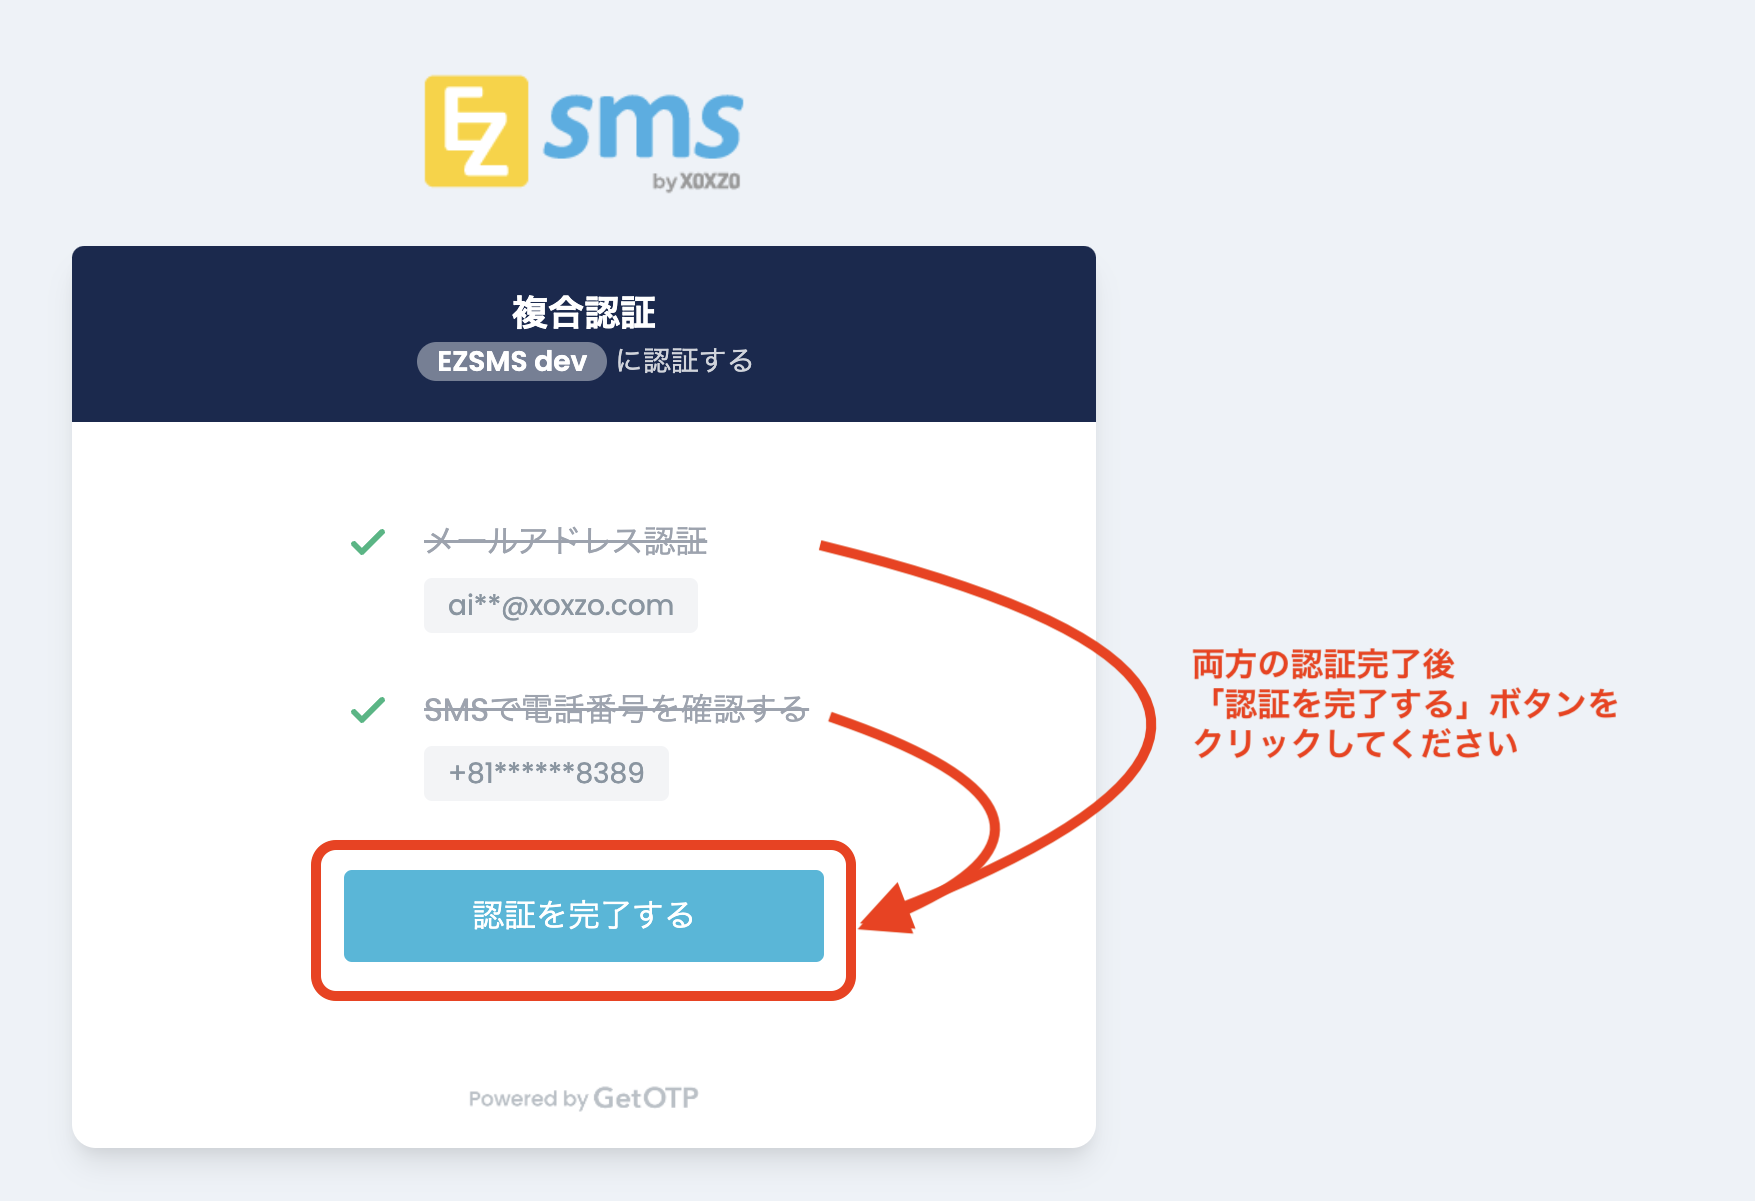 EZ sms
by XOXZO
複合認証
EZSMS dev に認証する
メールアドレス認証
ai**@xoxzo.com
SMSで電話番号を確認する
+81******8389
認証を完了する
両方の認証完了後
「認証を完了する」ボタンを
クリックしてください
Powered by GetOTP